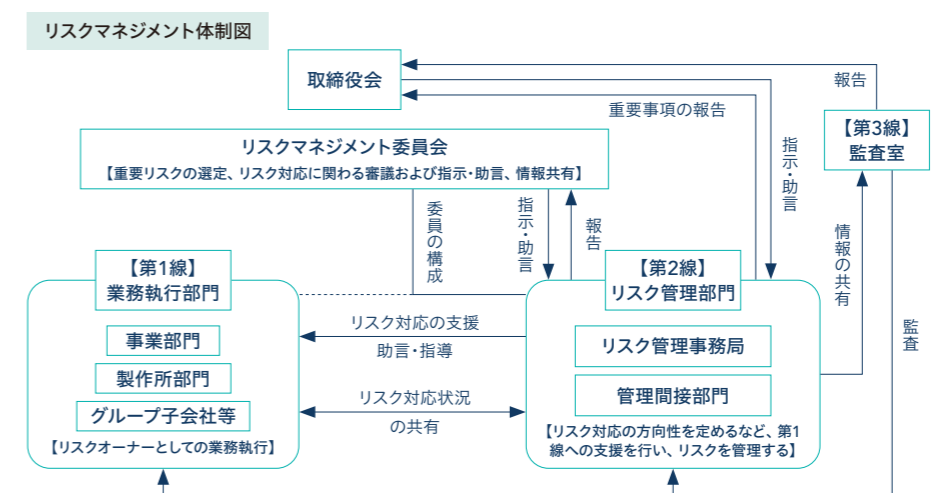 リスクマネジメント体制図
取締役会
報告
重要事項の報告
【第3線】
監査室
リスクマネジメント委員会
【重要リスクの選定、リスク対応に関わる審議および指示・助言、情報共有】
指示・助言
委員の構成
指示・助言
報告
情報の共有
【第1線】
業務執行部門
【第2線】
リスク管理部門
事業部門
製作所部門
グループ子会社等
【リスクオーナーとしての業務執行】
リスク対応の支援
助言・指導
リスク対応状況
の共有
リスク管理事務局
管理間接部門
【リスク対応の方向性を定めるなど、第1
線への支援を行い、リスクを管理する】
監査